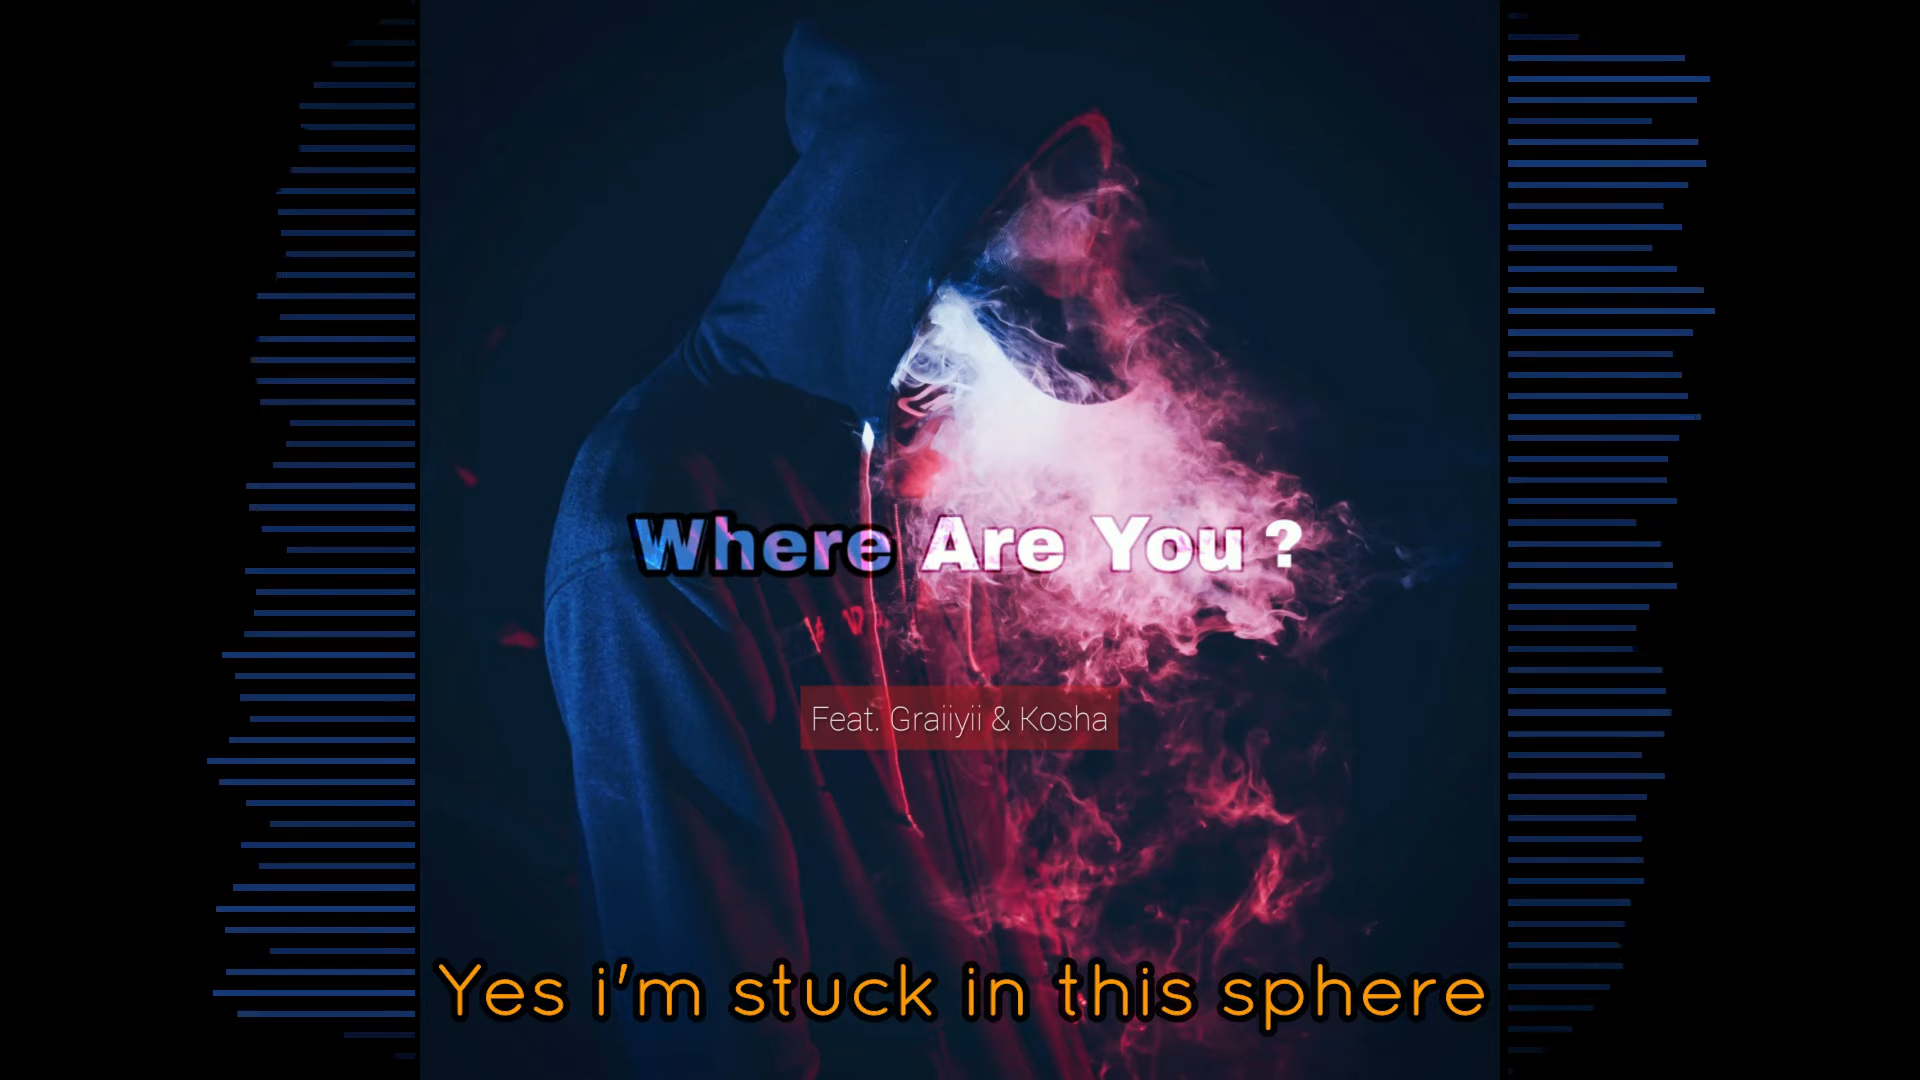 Where Are You ?
Feat. Graiiyii & Kosha
Yes i'm stuck in this sphere